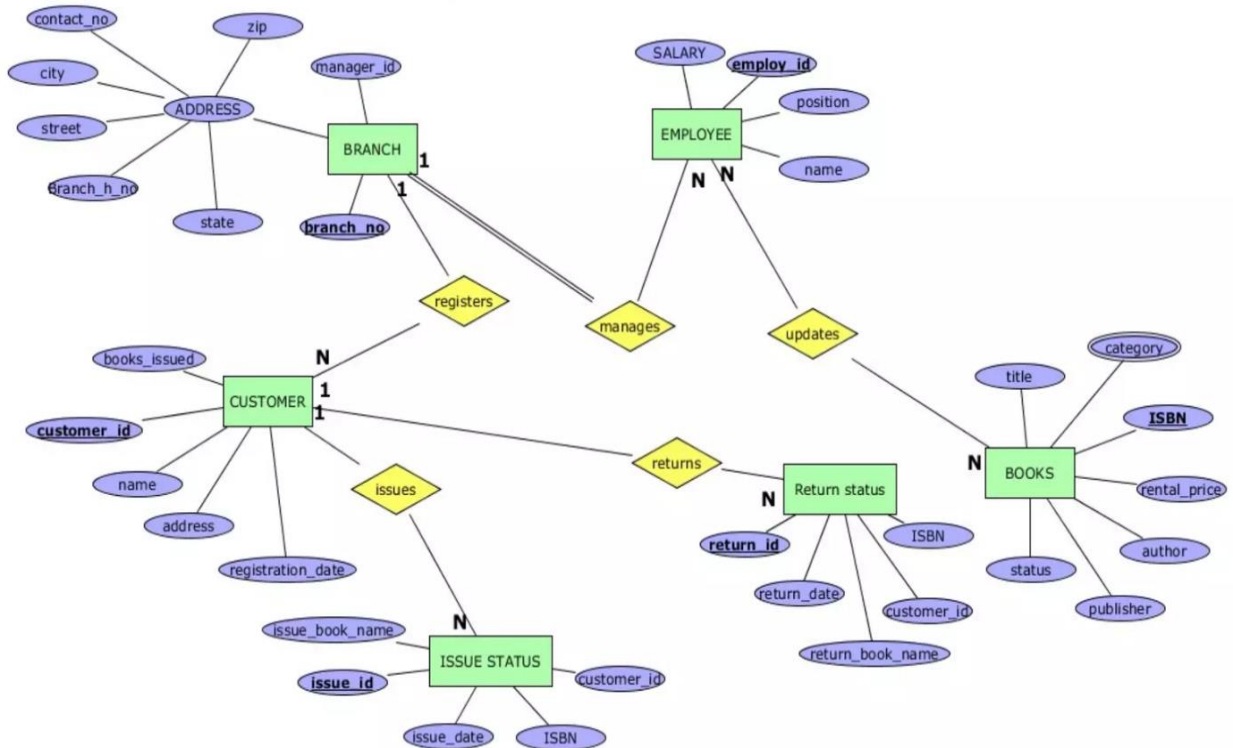 contact_no
zip
city
ADDRESS
street
Branch_h_no
state
manager_id
BRANCH
1
1
branch_no
SALARY
employ_id
position
EMPLOYEE
name
N
N
registers
manages
updates
books_issued
N
CUSTOMER
1
1
customer_id
name
address
registration_date
issues
returns
N
Return status
return_id
ISBN
return_date
customer_id
return_book_name
title
category
ISBN
N
BOOKS
rental_price
author
status
publisher
N
issue_book_name
ISSUE STATUS
issue_id
customer_id
issue_date
ISBN